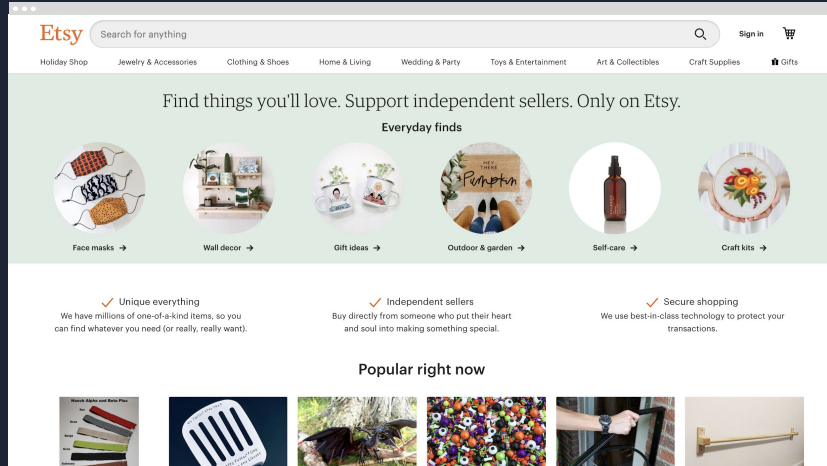 Etsy
Search for anything
Sign in
Holiday Shop
Jewelry & Accessories
Clothing & Shoes
Home & Living
Wedding & Party
Toys & Entertainment
Art & Collectibles
Craft Supplies
Gifts
Find things you'll love. Support independent sellers. Only on Etsy.
Everyday finds
HEY
THERE
Pumpkin
Face masks →
Wall decor →
Gift ideas →
Outdoor & garden →
Self-care →
Craft kits →
Unique everything
We have millions of one-of-a-kind items, so you
can find whatever you need (or really, really want).
Independent sellers
Buy directly from someone who put their heart
and soul into making something special.
Secure shopping
We use best-in-class technology to protect your
transactions.
Popular right now